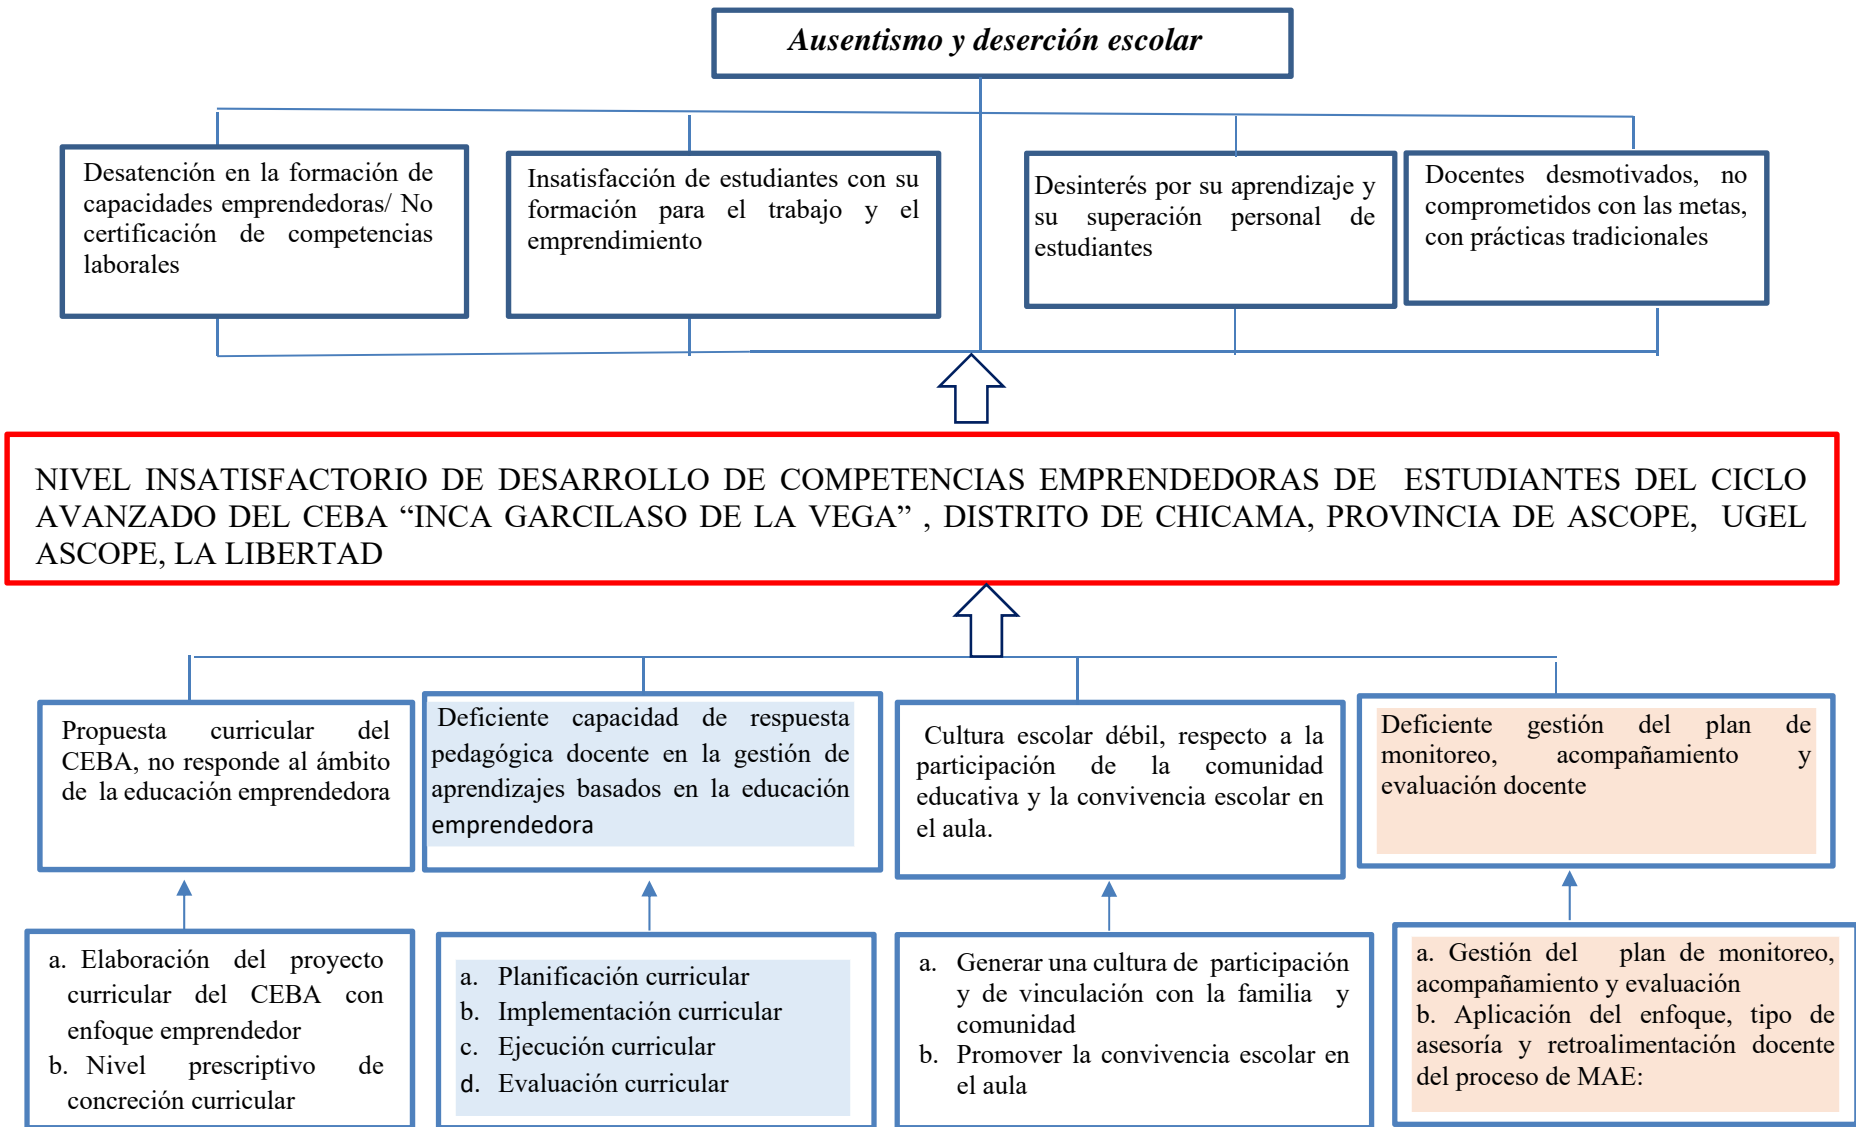 Ausentismo y deserción escolar
Desatención en la formación de
capacidades emprendedoras/ No
certificación de competencias
laborales
Insatisfacción de estudiantes con su
formación para el trabajo y el
emprendimiento
Desinterés por su aprendizaje y
su superación personal de
estudiantes
Docentes desmotivados, no
comprometidos con las metas,
con prácticas tradicionales
NIVEL INSATISFACTORIO DE DESARROLLO DE COMPETENCIAS EMPRENDEDORAS DE ESTUDIANTES DEL CICLO
AVANZADO DEL CEBA “INCA GARCILASO DE LA VEGA” , DISTRITO DE CHICAMA, PROVINCIA DE ASCOPE, UGEL
ASCOPE, LA LIBERTAD
Propuesta curricular del
CEBA, no responde al ámbito
de la educación emprendedora
Deficiente capacidad de respuesta
pedagógica docente en la gestión de
aprendizajes basados en la educación
emprendedora
Cultura escolar débil, respecto a la
participación de la comunidad
educativa y la convivencia escolar en
el aula.
Deficiente gestión del plan de
monitoreo, acompañamiento y
evaluación docente
a. Elaboración del proyecto
curricular del CEBA con
enfoque emprendedor
b. Nivel prescriptivo de
concreción curricular
a. Planificación curricular
b. Implementación curricular
c. Ejecución curricular
d. Evaluación curricular
a. Generar una cultura de participación
y de vinculación con la familia y
comunidad
b. Promover la convivencia escolar en
el aula
a. Gestión del plan de monitoreo,
acompañamiento y evaluación
b. Aplicación del enfoque, tipo de
asesoría y retroalimentación docente
del proceso de MAE: